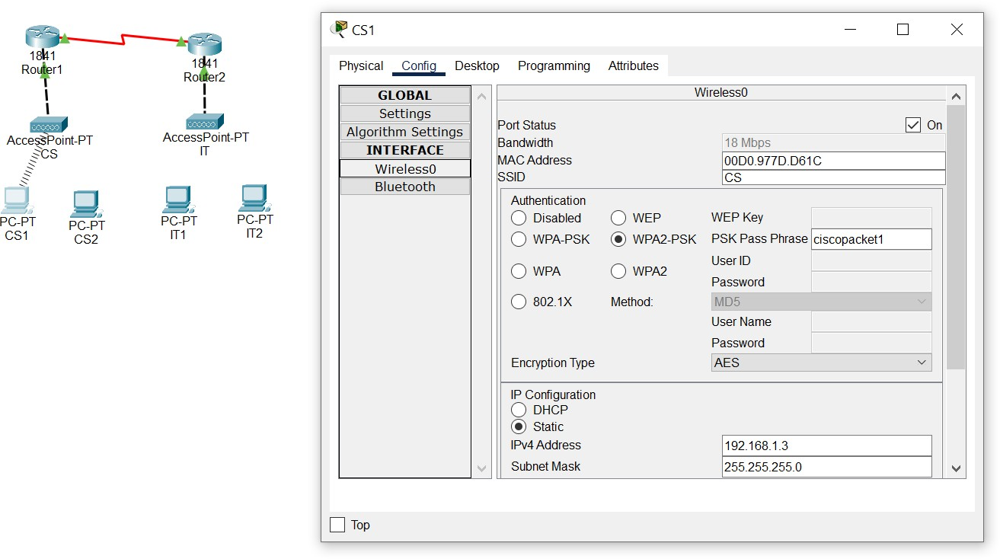 1841
Router1
1841
Router2
AccessPoint-PT
CS
AccessPoint-PT
IT
PC-PT
CS1
PC-PT
CS2
PC-PT
IT1
PC-PT
IT2
CS1
Physical Config Desktop Programming Attributes
GLOBAL
Settings
Algorithm Settings
INTERFACE
Wireless0
Bluetooth
Wireless0
Port Status On
Bandwidth 18 Mbps
MAC Address 00D0.977D.D61C
SSID CS
Authentication
Disabled WEP WEP Key
WPA-PSK WPA2-PSK PSK Pass Phrase ciscopacket1
User ID
WPA WPA2
Password
802.1X Method: MD5
User Name
Password
Encryption Type AES
IP Configuration
DHCP
Static
IPv4 Address 192.168.1.3
Subnet Mask 255.255.255.0
Top